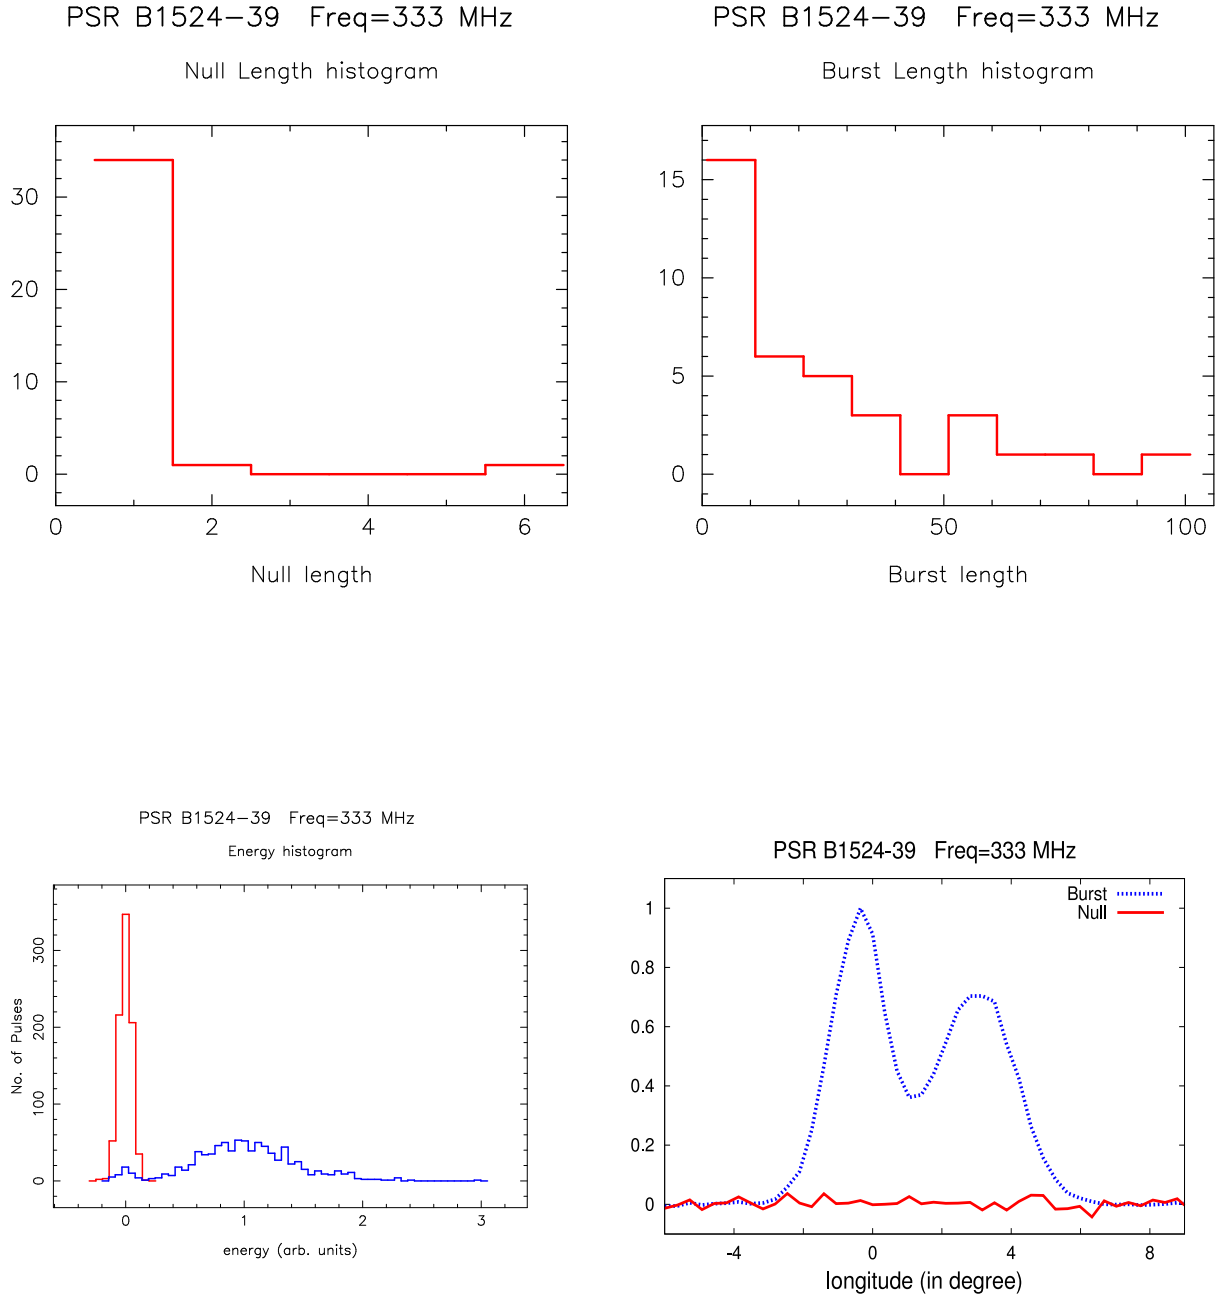 PSR B1524−39 Freq=333 MHz
Null Length histogram
30
20
10
0
0 2 4 6
Null length
PSR B1524−39 Freq=333 MHz
Burst Length histogram
15
10
5
0
0 50 100
Burst length
PSR B1524−39 Freq=333 MHz
Energy histogram
No. of Pulses
300
200
100
0
0 1 2 3
energy (arb. units)
PSR B1524-39 Freq=333 MHz
Burst
Null
1
0.8
0.6
0.4
0.2
0
-4 0 4 8
longitude (in degree)